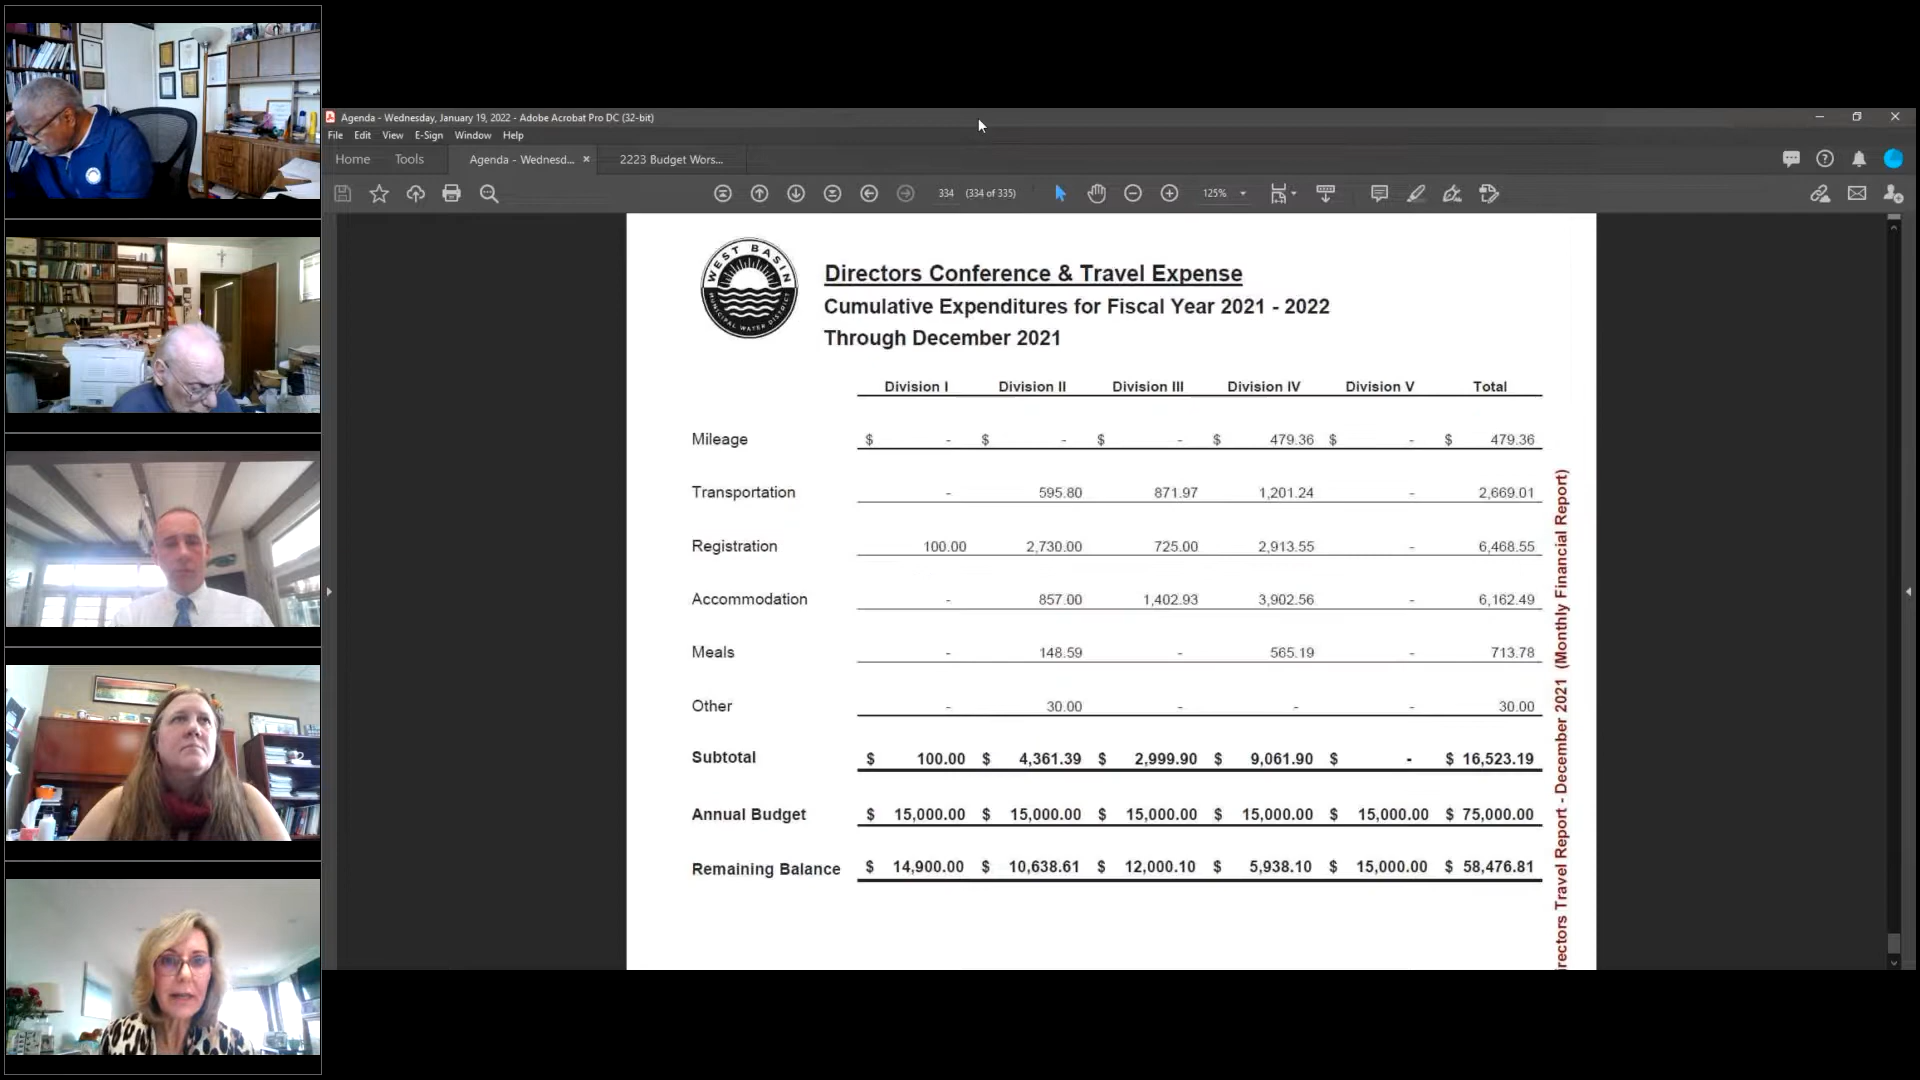 Agenda - Wednesday, January 19, 2022 - Adobe Acrobat Pro DC (32-bit)
File Edit View E-Sign Window Help
Home Tools Agenda - Wednesd... × 2223 Budget Wors...
334 (334 of 335) 125%
WEST BASIN
MUNICIPAL WATER DISTRICT
Directors Conference & Travel Expense
Cumulative Expenditures for Fiscal Year 2021 - 2022
Through December 2021
Division I Division II Division III Division IV Division V Total
Mileage $ - $ - $ - $ 479.36 $ - $ 479.36
Transportation - 595.80 871.97 1,201.24 - 2,669.01
Registration 100.00 2,730.00 725.00 2,913.55 - 6,468.55
Accommodation - 857.00 1,402.93 3,902.56 - 6,162.49
Meals - 148.59 - 565.19 - 713.78
Other - 30.00 - - - 30.00
Subtotal $ 100.00 $ 4,361.39 $ 2,999.90 $ 9,061.90 $ - $ 16,523.19
Annual Budget $ 15,000.00 $ 15,000.00 $ 15,000.00 $ 15,000.00 $ 15,000.00 $ 75,000.00
Remaining Balance $ 14,900.00 $ 10,638.61 $ 12,000.10 $ 5,938.10 $ 15,000.00 $ 58,476.81
irectors Travel Report - December 2021 (Monthly Financial Report)